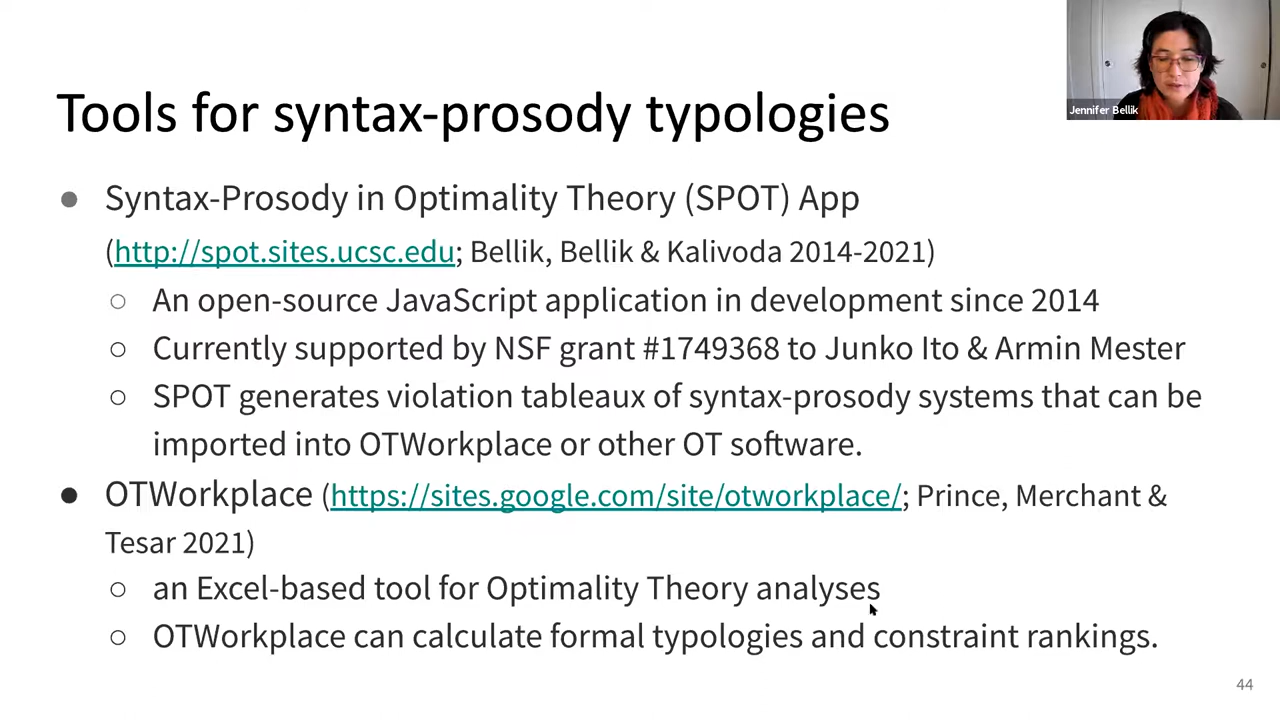 Jennifer Bellik
Tools for syntax-prosody typologies
● Syntax-Prosody in Optimality Theory (SPOT) App
(http://spot.sites.ucsc.edu; Bellik, Bellik & Kalivoda 2014-2021)
○ An open-source JavaScript application in development since 2014
○ Currently supported by NSF grant #1749368 to Junko Ito & Armin Mester
○ SPOT generates violation tableaux of syntax-prosody systems that can be
imported into OTWorkplace or other OT software.
● OTWorkplace (https://sites.google.com/site/otworkplace/; Prince, Merchant &
Tesar 2021)
○ an Excel-based tool for Optimality Theory analyses
○ OTWorkplace can calculate formal typologies and constraint rankings.
44